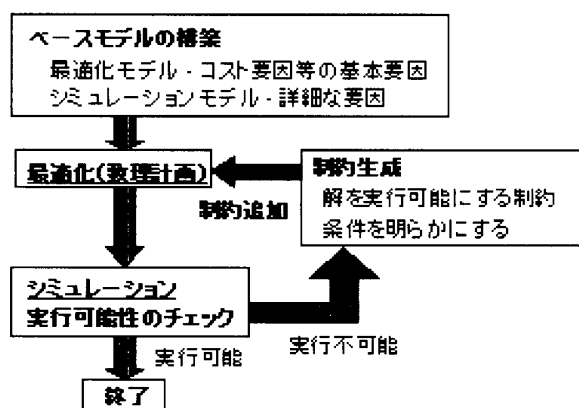 ベースモデルの構築
最適化モデル・コスト要因等の基本要因
シミュレーションモデル・詳細な要因
最適化(数理計画)
制約生成
解を実行可能にする制約
条件を明らかにする
制約追加
シミュレーション
実行可能性のチェック
実行可能
実行不可能
終了